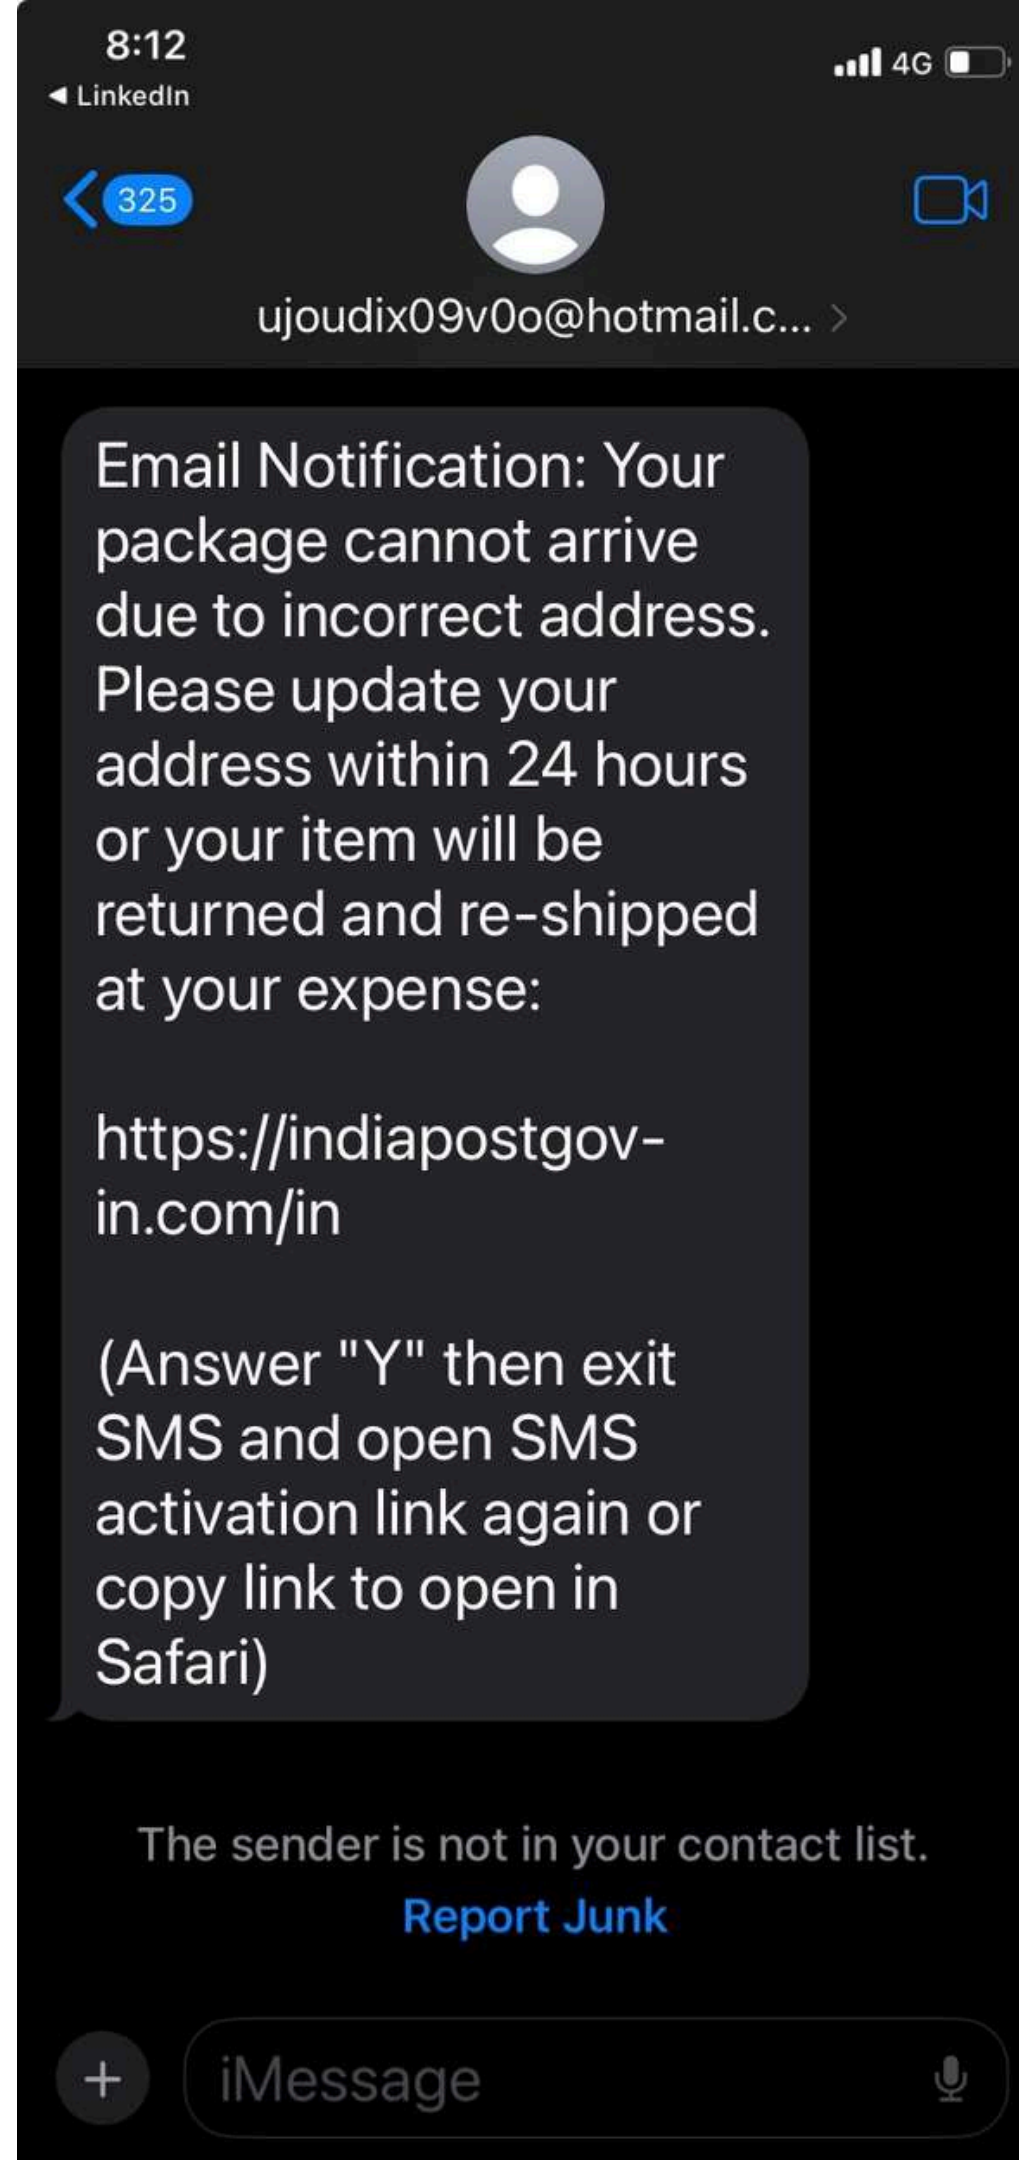 8:12
4G
◀ LinkedIn
325
ujoudix09v0o@hotmail.c... >
Email Notification: Your
package cannot arrive
due to incorrect address.
Please update your
address within 24 hours
or your item will be
returned and re-shipped
at your expense:
https://indiapostgov-
in.com/in
(Answer "Y" then exit
SMS and open SMS
activation link again or
copy link to open in
Safari)
The sender is not in your contact list.
Report Junk
iMessage